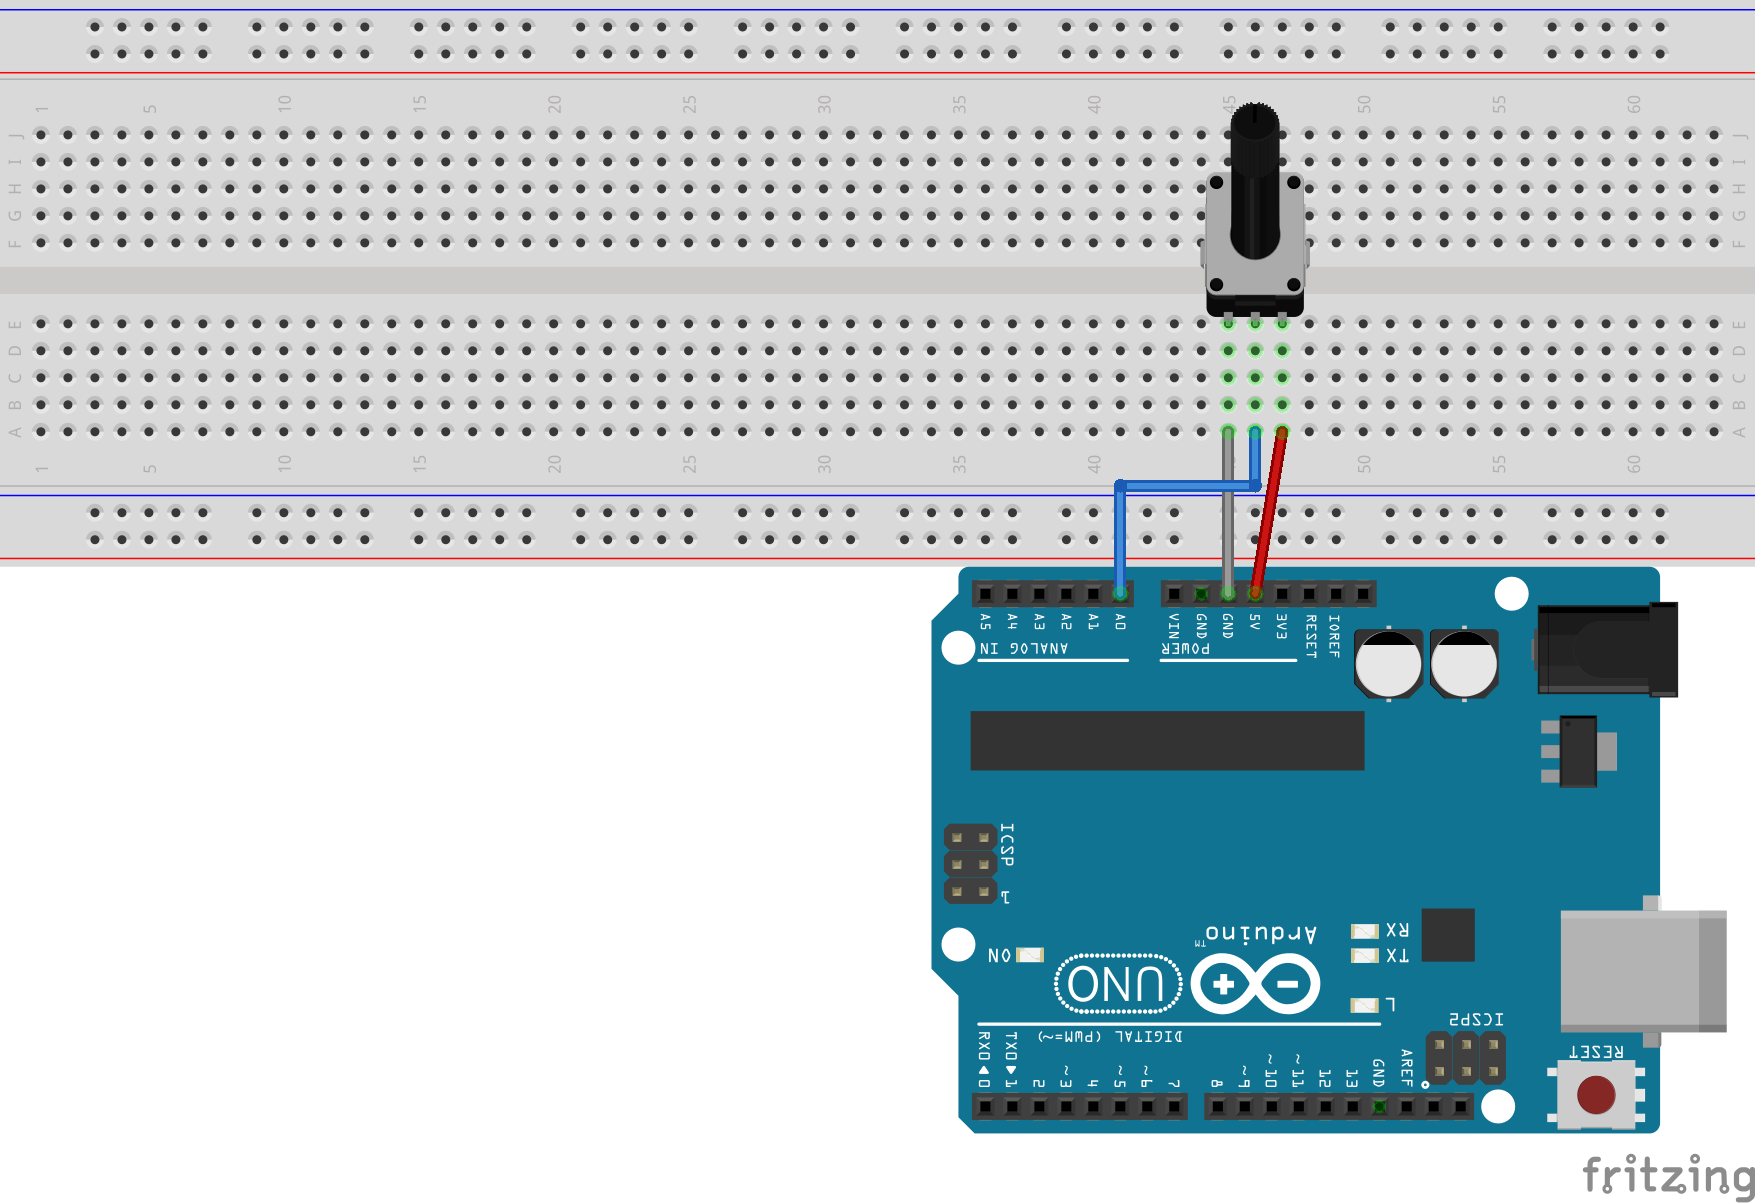 1 5 10 15 20 25 30 35 40 45 50 55 60
J J
I I
H H
G G
F F
E E
D D
C C
B B
A A
1 5 10 15 20 25 30 35 40 50 55 60
A5 A4 A3 A2 A1 A0 VIN GND GND 5V 3V3 RESET IOREF
ANALOG IN POWER
ICSP
1
Arduino™
RX
TX
ON
UNO
L
DIGITAL (PWM=~)
ICSP2
RESET
RX0◀0 TX0▶1 2 ~3 4 ~5 ~6 7 8 ~9 ~10 ~11 12 13 GND AREF
fritzing